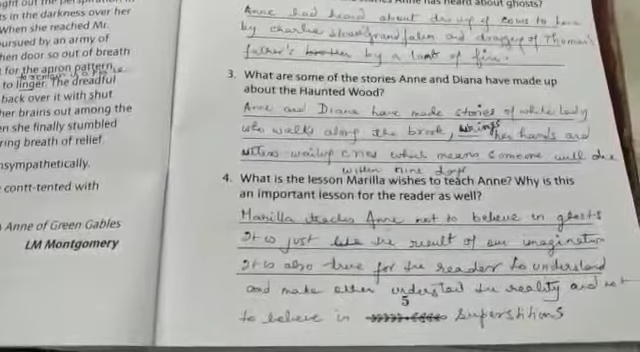 ts in the darkness over her
When she reached Mr.
ursued by an army of
hen door so out of breath
t for the apron pattern
to linger. The dreadful
back over it with shut
her brains out among the
en she finally stumbled
ring breath of relief
nsympathetically.
contt-tented with
Anne of Green Gables
LM Montgomery
Anne has heard about ghosts?
Anne had heard about of cows to home
by charlie and of Thomas
father's by a lamb of fire.
3. What are some of the stories Anne and Diana have made up
about the Haunted Wood?
Anne and Diana have made stories of white lady
who walks along the brook, wrings her hands and
utters wailing cries which means someone will die
within nine days
4. What is the lesson Marilla wishes to teach Anne? Why is this
an important lesson for the reader as well?
Marilla teaches Anne not to believe in ghosts
It is just like the result of our imagination
It is also true for the reader to understand
and make other understand the reality and not
5
to believe in superstitions